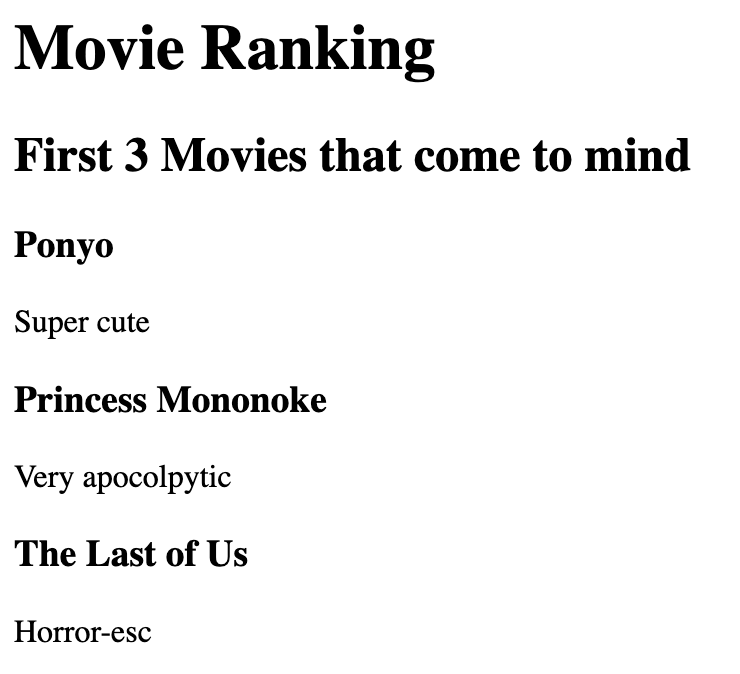 Movie Ranking
First 3 Movies that come to mind
Ponyo
Super cute
Princess Mononoke
Very apocolpytic
The Last of Us
Horror-esc